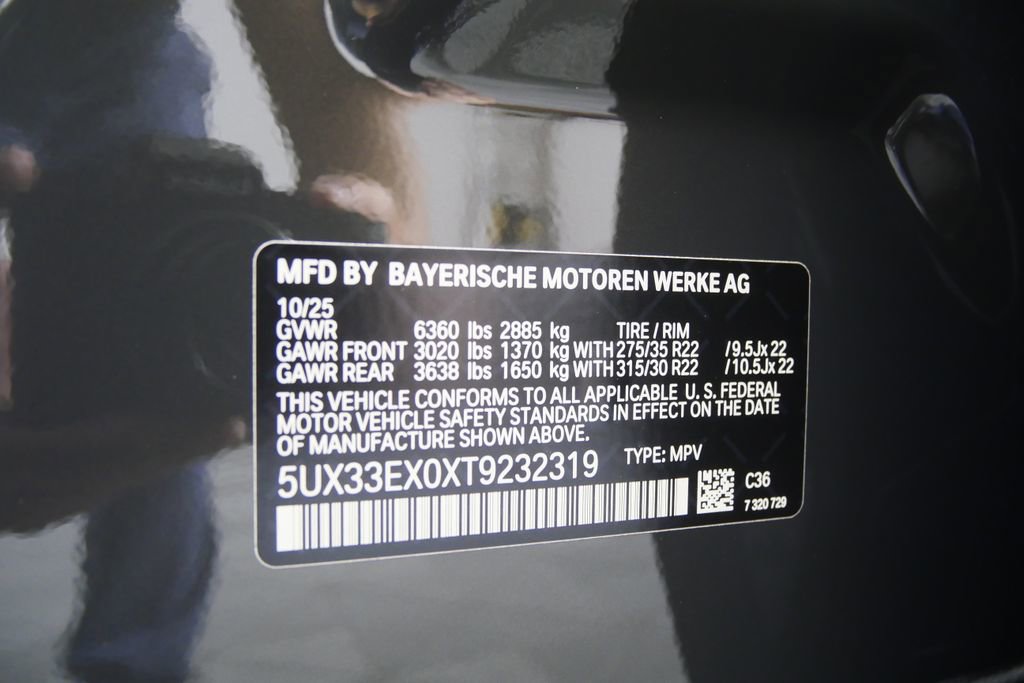 MFD BY BAYERISCHE MOTOREN WERKE AG
10/25
GVWR 6360 lbs 2885 kg TIRE / RIM
GAWR FRONT 3020 lbs 1370 kg WITH 275/35 R22 /9.5Jx 22
GAWR REAR 3638 lbs 1650 kg WITH 315/30 R22 /10.5Jx 22
THIS VEHICLE CONFORMS TO ALL APPLICABLE U. S. FEDERAL
MOTOR VEHICLE SAFETY STANDARDS IN EFFECT ON THE DATE
OF MANUFACTURE SHOWN ABOVE.
5UX33EX0XT9232319 TYPE: MPV
C36
7 320 729